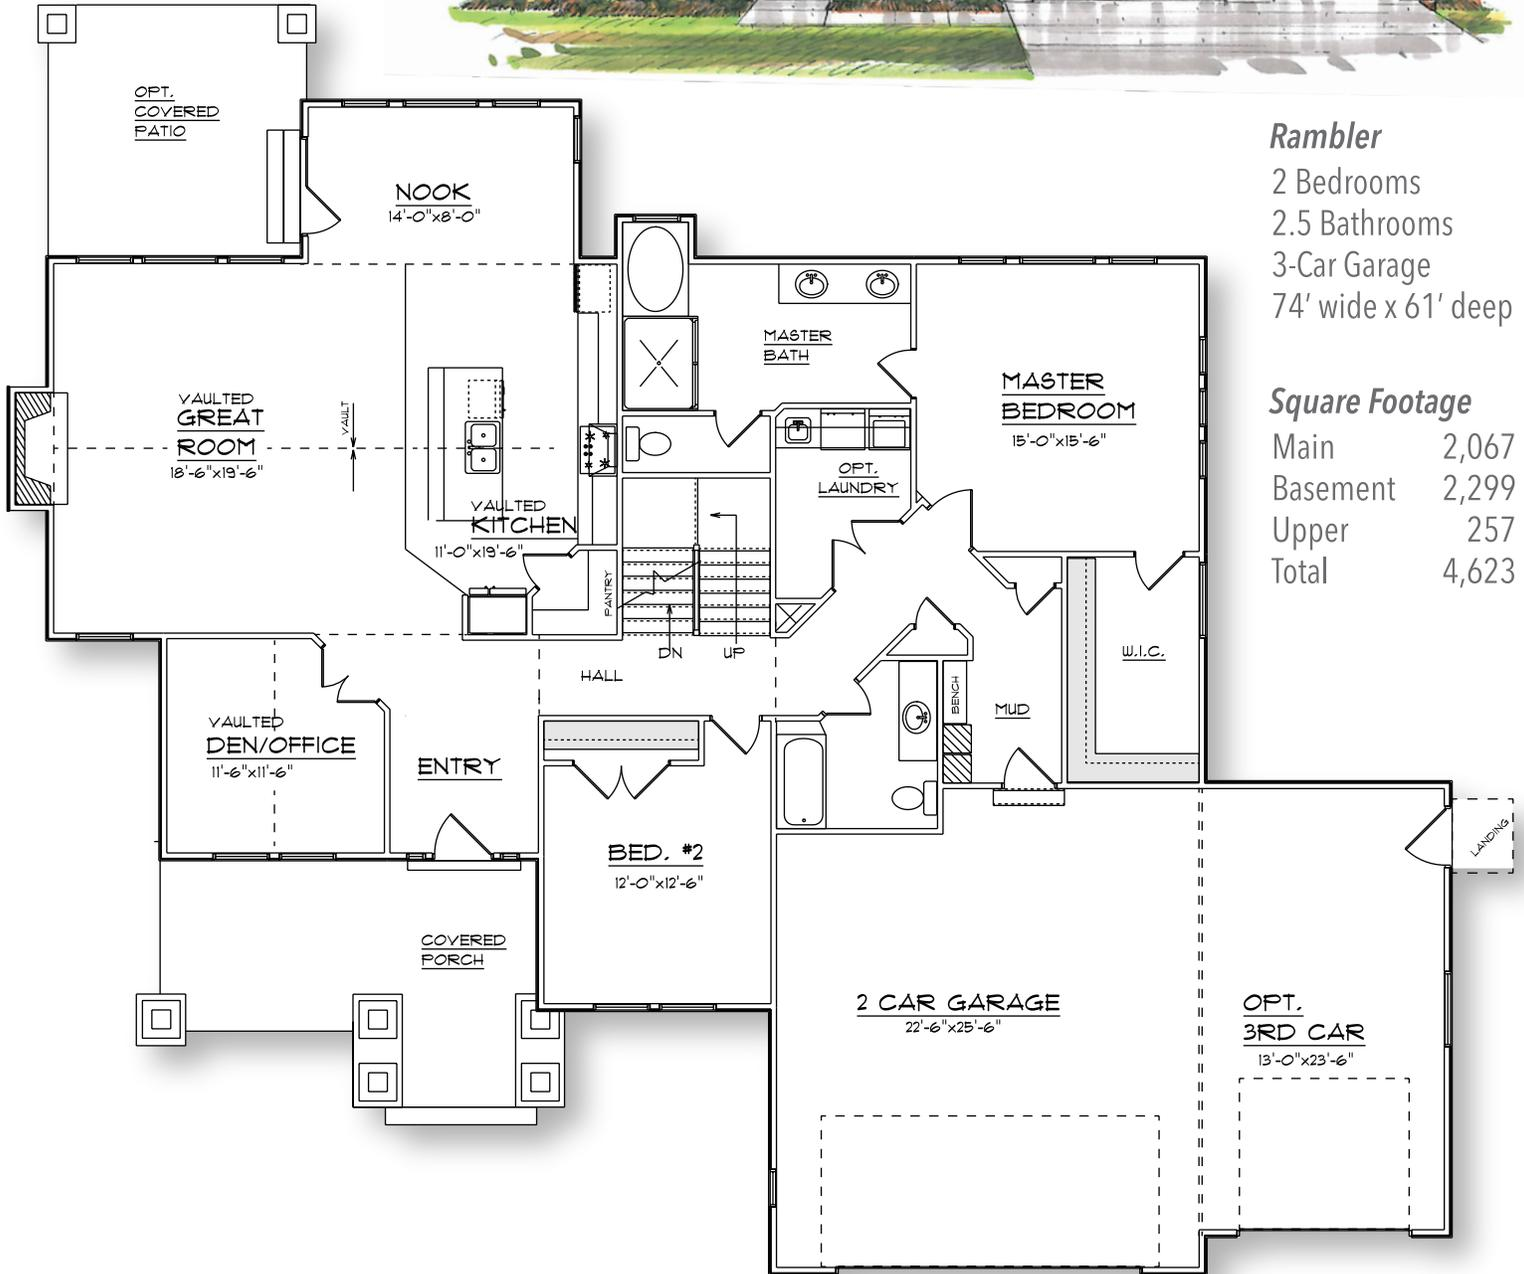 OPT.
COVERED
PATIO
NOOK
14'-0"x8'-0"
Rambler
2 Bedrooms
2.5 Bathrooms
3-Car Garage
74' wide x 61' deep
Square Footage
Main 2,067
Basement 2,299
Upper 257
Total 4,623
MASTER
BATH
MASTER
BEDROOM
15'-0"x15'-6"
VAULTED
GREAT
ROOM
18'-6"x19'-6"
VAULT
OPT.
LAUNDRY
VAULTED
KITCHEN
11'-0"x19'-6"
PANTRY
DN
UP
HALL
W.I.C.
BENCH
MUD
VAULTED
DEN/OFFICE
11'-6"x11'-6"
ENTRY
BED. #2
12'-0"x12'-6"
LANDING
COVERED
PORCH
2 CAR GARAGE
22'-6"x25'-6"
OPT.
3RD CAR
13'-0"x23'-6"